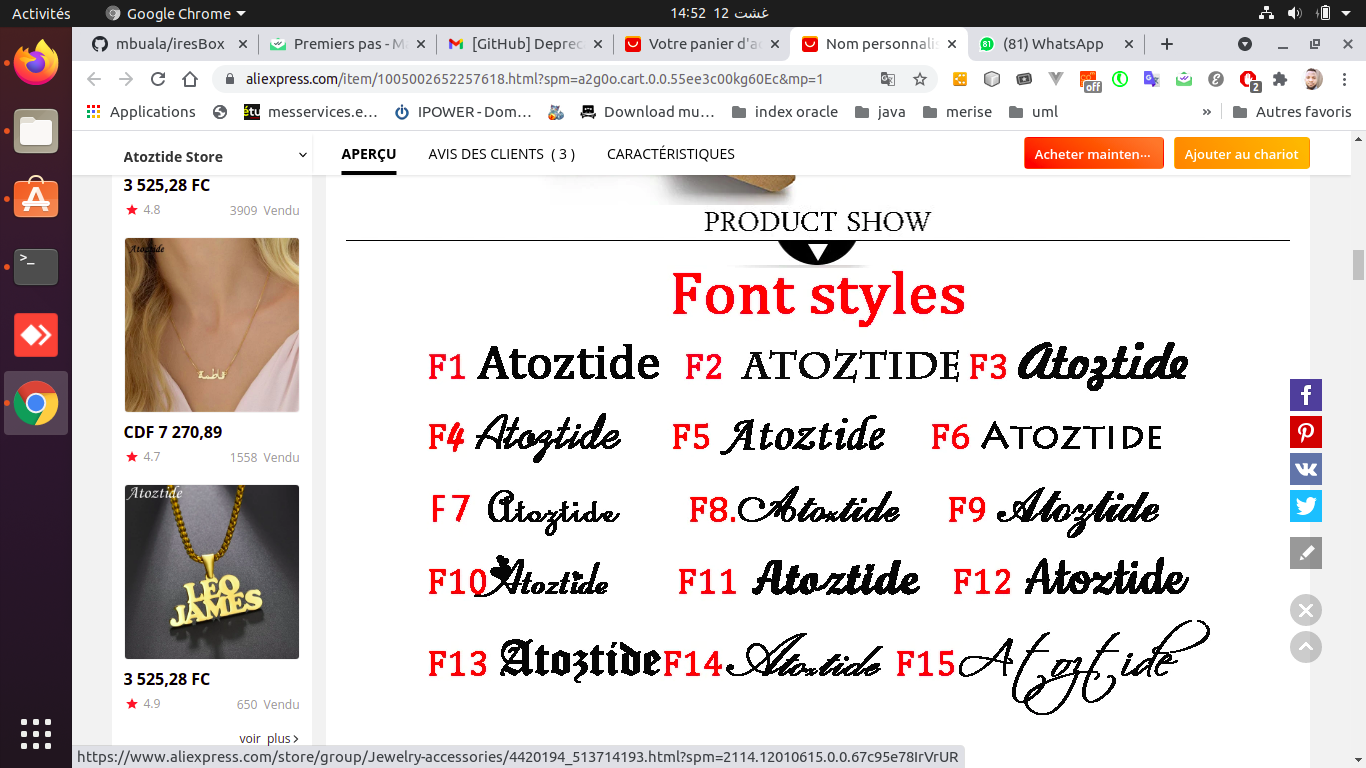 Activités
Google Chrome
14:52 12 غشت
mbuala/iresBox
Premiers pas - M
[GitHub] Deprec
Votre panier d'a
Nom personnalis
(81) WhatsApp
aliexpress.com/item/1005002652257618.html?spm=a2g0o.cart.0.0.55ee3c00kg60Ec&mp=1
off
2
Applications
étu
messervices.e...
IPOWER - Dom...
Download mu...
index oracle
java
merise
uml
»
Autres favoris
Atoztide Store
APERÇU
AVIS DES CLIENTS ( 3 )
CARACTÉRISTIQUES
Acheter mainten...
Ajouter au chariot
3 525,28 FC
4.8
3909 Vendu
PRODUCT SHOW
Font styles
F1 Atoztide F2 ATOZTIDE F3 Atoztide
F4 Atoztide F5 Atoztide F6 ATOZTIDE
F7 Atoztide F8. Atoztide F9 Atoztide
F10 Atoztide F11 Atoztide F12 Atoztide
F13 Atoztide F14 Atoztide F15 Atoztide
Atoztide
فاطمة
CDF 7 270,89
4.7
1558 Vendu
Atoztide
LEO
JAMES
3 525,28 FC
4.9
650 Vendu
voir plus
https://www.aliexpress.com/store/group/Jewelry-accessories/4420194_513714193.html?spm=2114.12010615.0.0.67c95e78IrVrUR